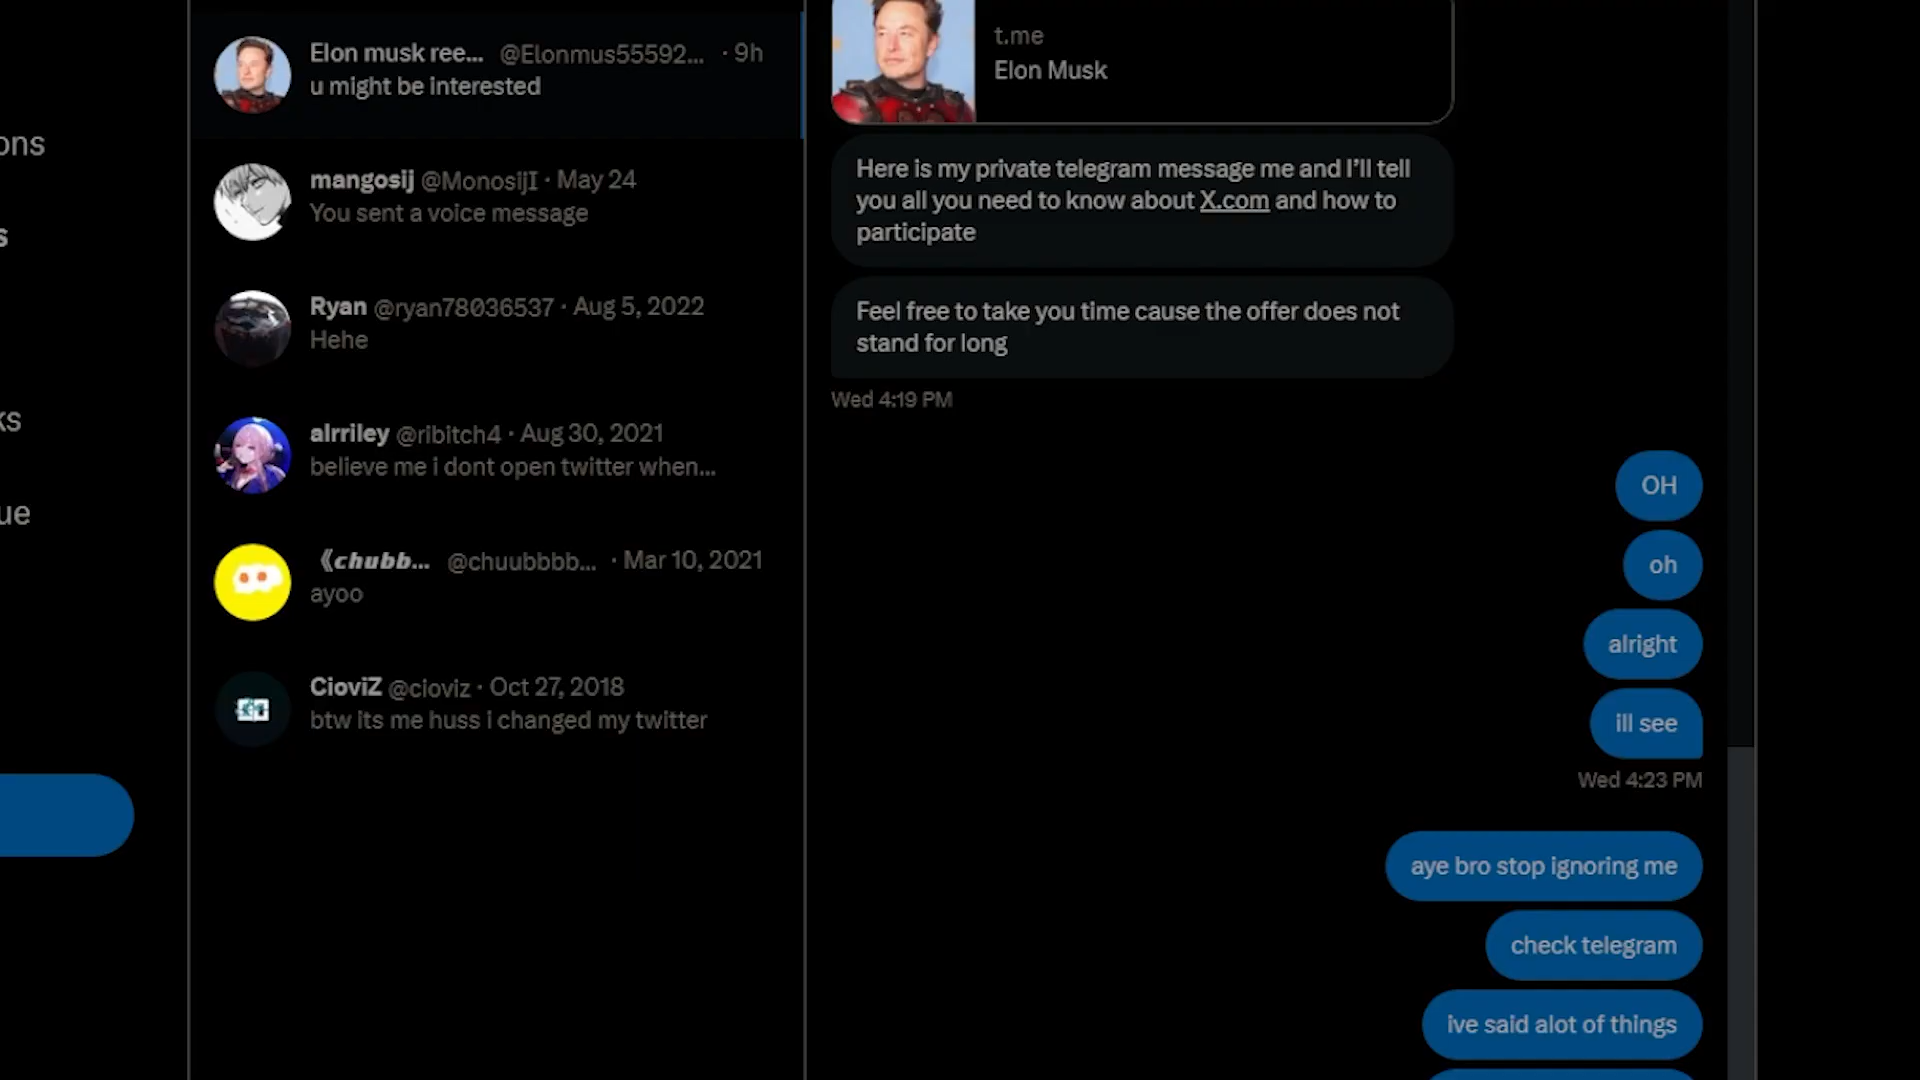 ons
s
ks
ue
Elon musk ree... @Elonmus55592... · 9h
u might be interested
mangosij @MonosijI · May 24
You sent a voice message
Ryan @ryan78036537 · Aug 5, 2022
Hehe
alrriley @ribitch4 · Aug 30, 2021
believe me i dont open twitter when...
《chubb... @chuubbbb... · Mar 10, 2021
ayoo
CioviZ @cioviz · Oct 27, 2018
btw its me huss i changed my twitter
t.me
Elon Musk
Here is my private telegram message me and I’ll tell
you all you need to know about X.com and how to
participate
Feel free to take you time cause the offer does not
stand for long
Wed 4:19 PM
OH
oh
alright
ill see
Wed 4:23 PM
aye bro stop ignoring me
check telegram
ive said alot of things